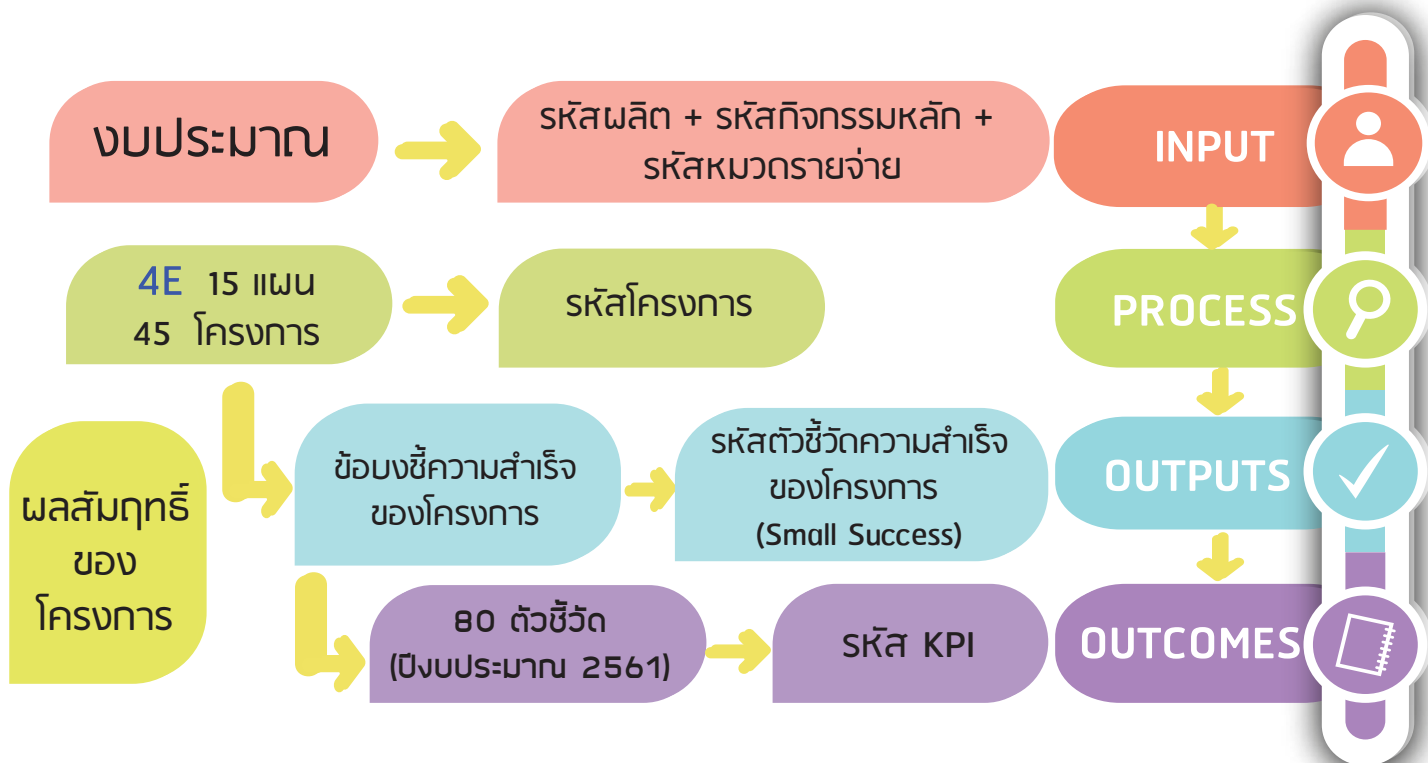 งบประมาณ
รหัสผลิต + รหัสกิจกรรมหลัก +
รหัสหมวดรายจ่าย
INPUT
4E 15 แผน
45 โครงการ
รหัสโครงการ
PROCESS
ผลสัมฤทธิ์
ของ
โครงการ
ข้อบงชี้ความสำเร็จ
ของโครงการ
รหัสตัวชี้วัดความสำเร็จ
ของโครงการ
(Small Success)
OUTPUTS
80 ตัวชี้วัด
(ปีงบประมาณ 2561)
รหัส KPI
OUTCOMES